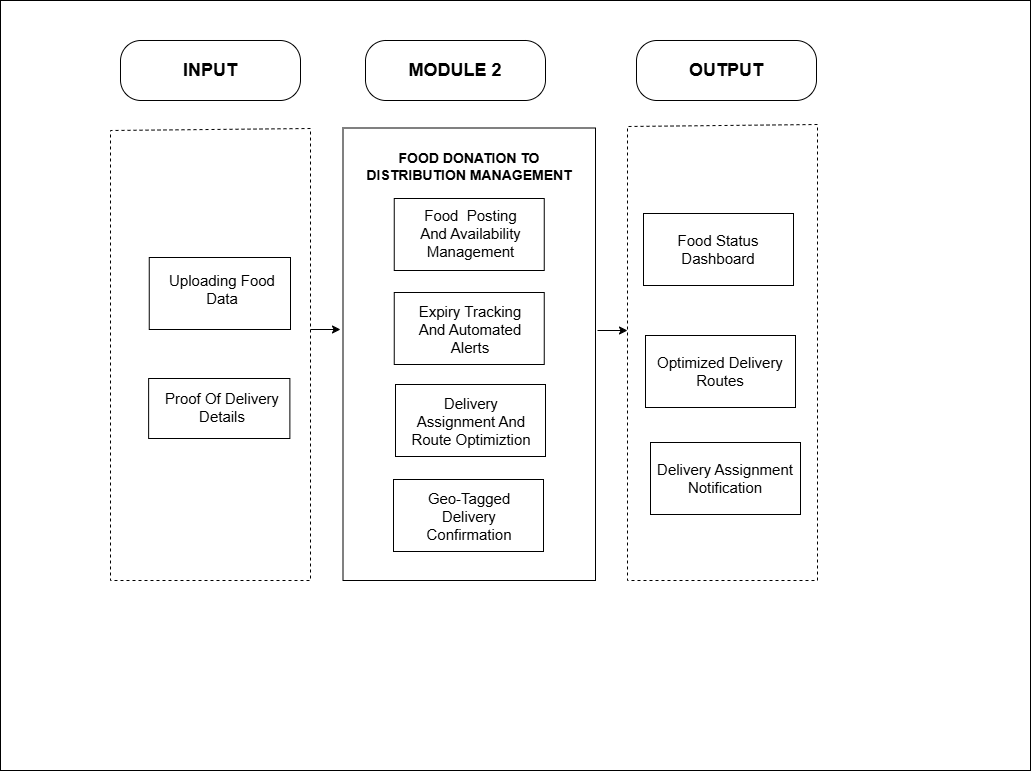 INPUT
MODULE 2
OUTPUT
FOOD DONATION TO
DISTRIBUTION MANAGEMENT
Uploading Food
Data
Proof Of Delivery
Details
Food  Posting
And Availability
Management
Expiry Tracking
And Automated
Alerts
Delivery
Assignment And
Route Optimiztion
Geo-Tagged
Delivery
Confirmation
Food Status
Dashboard
Optimized Delivery
Routes
Delivery Assignment
Notification